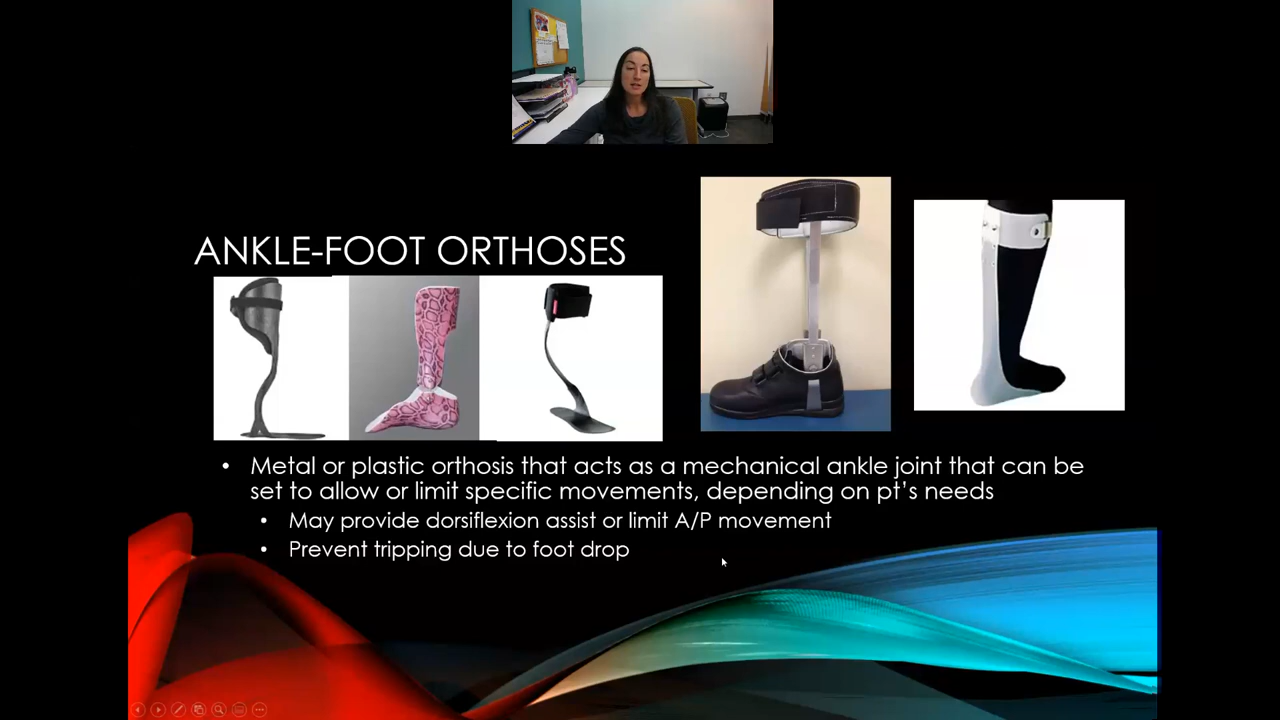 ANKLE-FOOT ORTHOSES
• Metal or plastic orthosis that acts as a mechanical ankle joint that can be
set to allow or limit specific movements, depending on pt's needs
• May provide dorsiflexion assist or limit A/P movement
• Prevent tripping due to foot drop